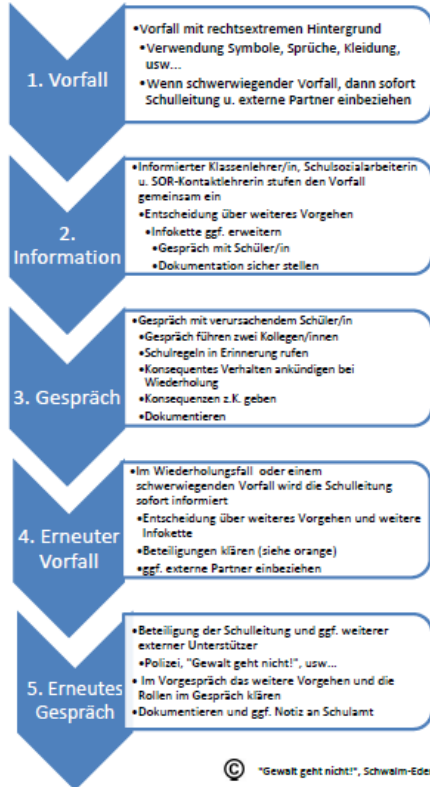 1. Vorfall
•Vorfall mit rechtsextremen Hintergrund
•Verwendung Symbole, Sprüche, Kleidung,
usw...
•Wenn schwerwiegender Vorfall, dann sofort
Schulleitung u. externe Partner einbeziehen
2.
Information
•Informierter Klassenlehrer/in, Schulsozialarbeiterin
u. SOR-Kontaktlehrerin stufen den Vorfall
gemeinsam ein
•Entscheidung über weiteres Vorgehen
•Infokette ggf. erweitern
•Gespräch mit Schüler/in
•Dokumentation sicher stellen
3. Gespräch
•Gespräch mit verursachendem Schüler/in
•Gespräch führen zwei Kollegen/innen
•Schulregeln in Erinnerung rufen
•Konsequentes Verhalten ankündigen bei
Wiederholung
•Konsequenzen z.K. geben
•Dokumentieren
4. Erneuter
Vorfall
•Im Wiederholungsfall oder einem
schwerwiegenden Vorfall wird die Schulleitung
sofort informiert
•Entscheidung über weiteres Vorgehen und weitere
Infokette
•Beteiligungen klären (siehe orange)
•ggf. externe Partner einbeziehen
5. Erneutes
Gespräch
•Beteiligung der Schulleitung und ggf. weiterer
externer Unterstützer
•Polizei, "Gewalt geht nicht!", usw...
• Im Vorgespräch das weitere Vorgehen und die
Rollen im Gespräch klären
•Dokumentieren und ggf. Notiz an Schulamt
© "Gewalt geht nicht!", Schwalm-Eder